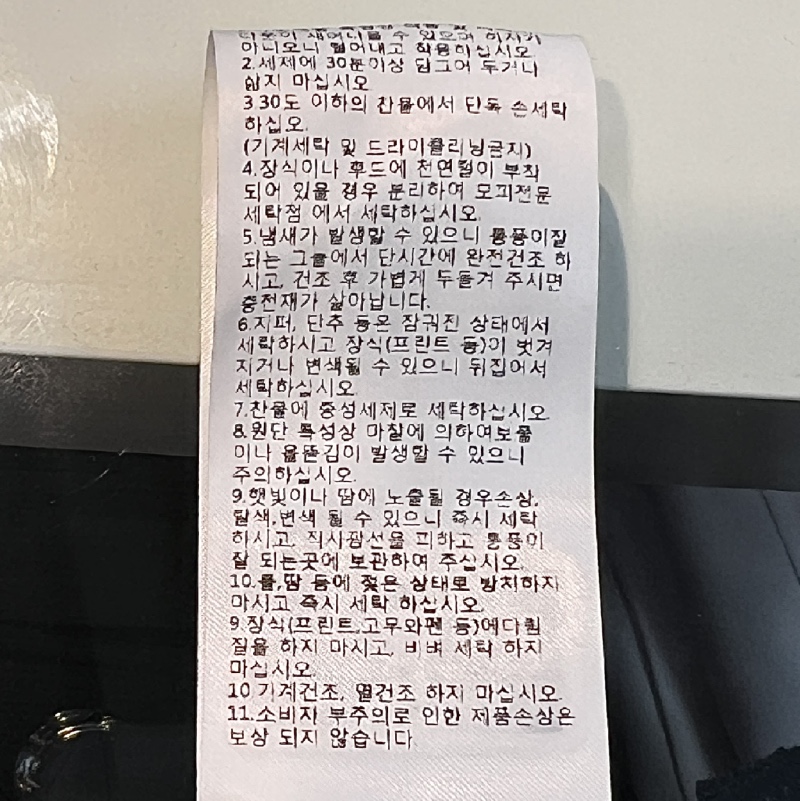 다운이 새어나올 수 있으며 하자가
아니오니 털어내고 착용하십시오
2.세제에 30분이상 담그어 두거나
삶지 마십시오
3.30도 이하의 찬물에서 단독 손세탁
하십시오.
(기계세탁 및 드라이클리닝금지)
4.장식이나 후드에 천연털이 부착
되어 있을 경우 분리하여 모피전문
세탁점 에서 세탁하십시오.
5.냄새가 발생할 수 있으니 통풍이잘
되는 그늘에서 단시간에 완전건조 하
시고, 건조 후 가볍게 두들겨 주시면
충전재가 살아납니다.
6.지퍼, 단추 등은 잠궈진 상태에서
세탁하시고 장식(프린트 등)이 벗겨
지거나 변색될 수 있으니 뒤집어서
세탁하십시오.
7.찬물에 중성세제로 세탁하십시오
8.원단 특성상 마찰에 의하여보풀
이나 올뜯김이 발생할 수 있으니
주의하십시오.
9.햇빛이나 땀에 노출될 경우손상,
탈색,변색 될 수 있으니 즉시 세탁
하시고, 직사광선을 피하고 통풍이
잘 되는곳에 보관하여 주십시오.
10.물,땀 등에 젖은 상태로 방치하지
마시고 즉시 세탁 하십시오.
9.장식(프린트,고무와펜 등)에다림
질을 하지 마시고, 비벼 세탁 하지
마십시오.
10.기계건조, 열건조 하지 마십시오.
11.소비자 부주의로 인한 제품손상은
보상 되지 않습니다.